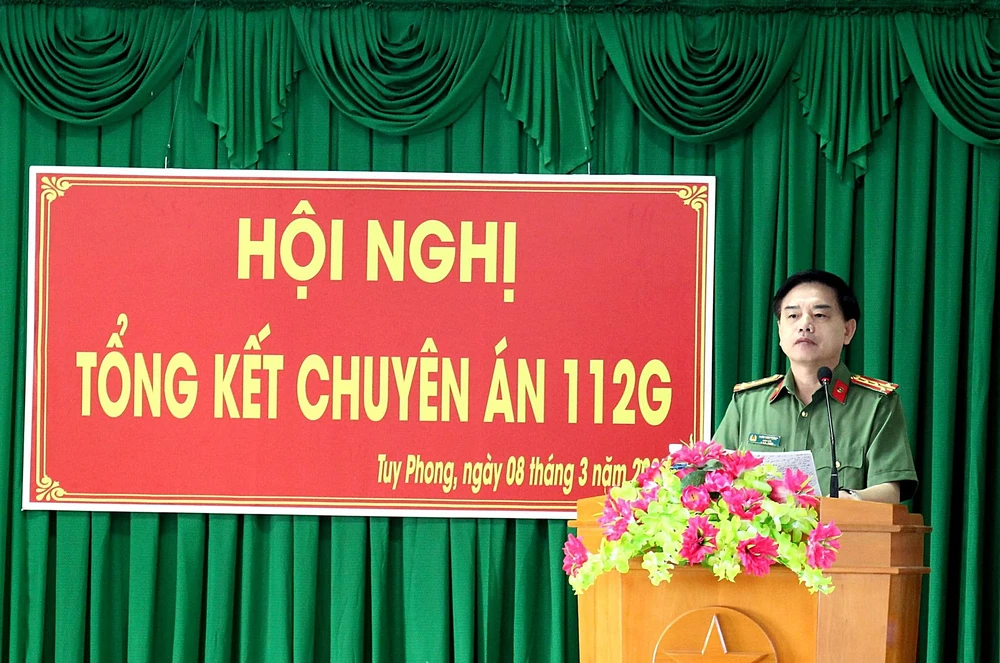 HỘI NGHỊ
TỔNG KẾT CHUYÊN ÁN 112G
Tuy Phong, ngày 08 tháng 3 năm